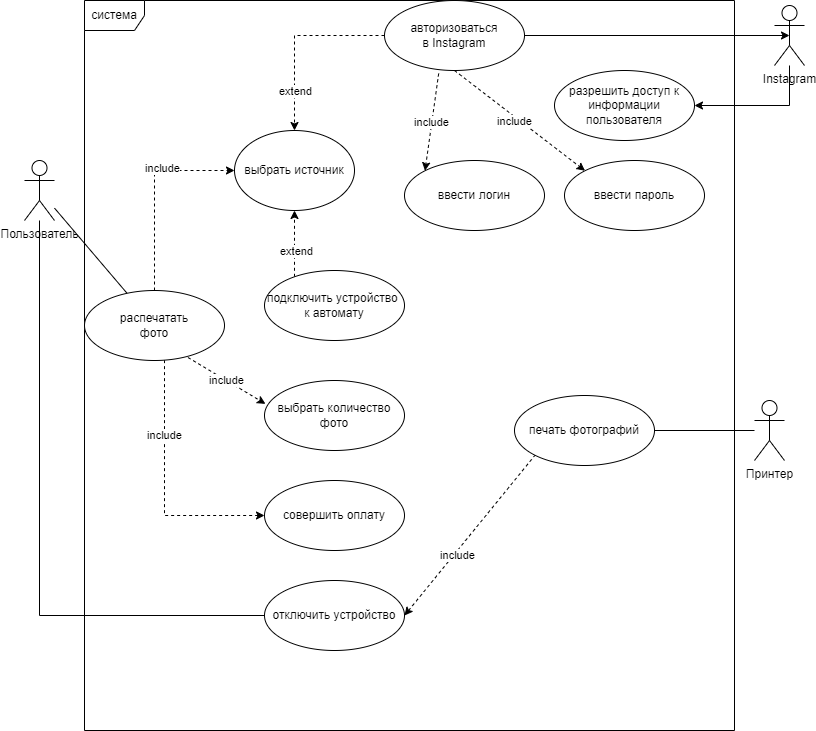 система
авторизоваться
в Instagram
Instagram
extend
разрешить доступ к
информации
пользователя
include
include
include
выбрать источник
ввести логин
ввести пароль
Пользователь
extend
подключить устройство
к автомату
распечатать
фото
include
выбрать количество
фото
include
печать фотографий
Принтер
совершить оплату
include
отключить устройство